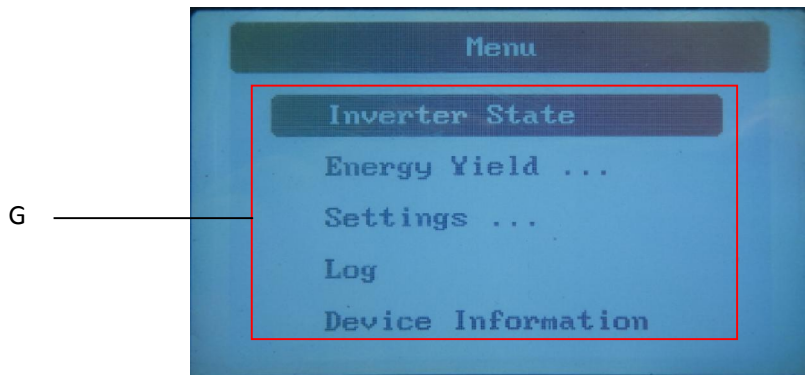 Menu
Inverter State
Energy Yield ...
G
Settings ...
Log
Device Information